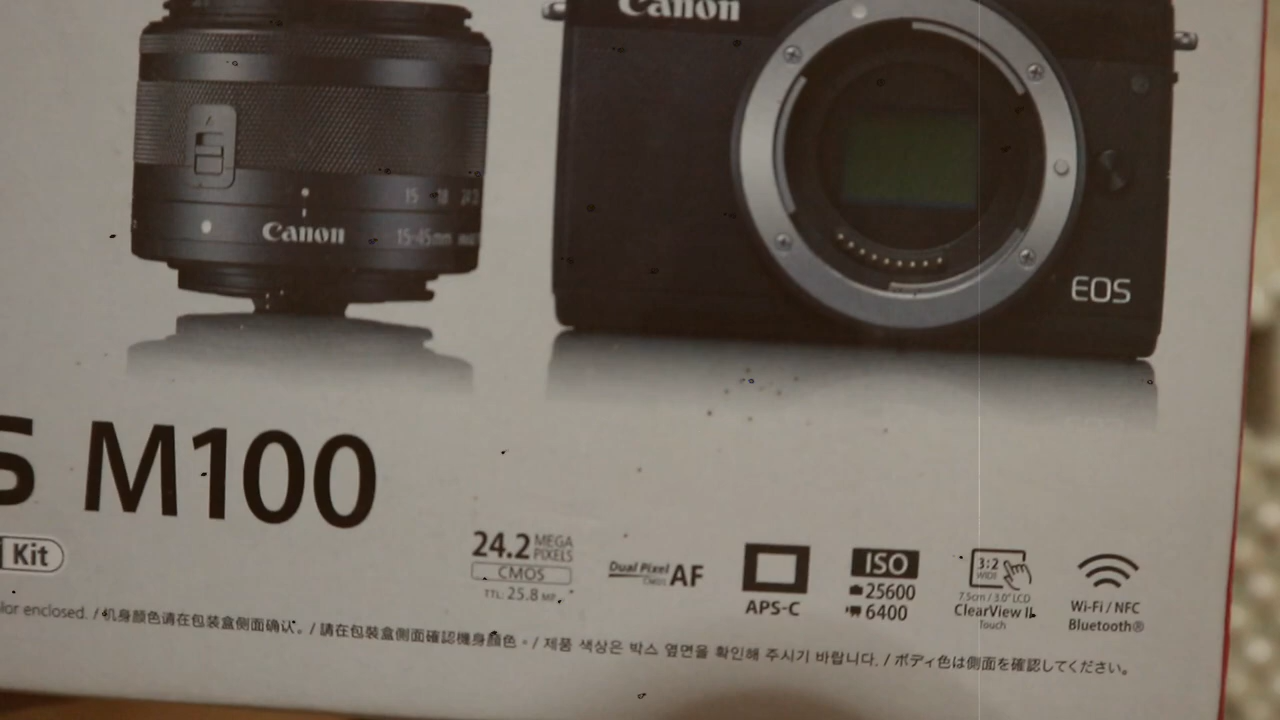 Canon
15 18 24
Canon
15-45mm
EOS
S M100
Kit
24.2 MEGA PIXELS
CMOS
TTL 25.8 MP
Dual Pixel CMOS AF
APS-C
ISO
25600
6400
3:2
WIDE
7.5cm / 3.0" LCD
ClearView II
Touch
Wi-Fi / NFC
Bluetooth®
lor enclosed. / 机身颜色请在包装盒侧面确认。 / 請在包裝盒側面確認機身顏色。 / 제품 색상은 박스 옆면을 확인해 주시기 바랍니다. / ボディ色は側面を確認してください。